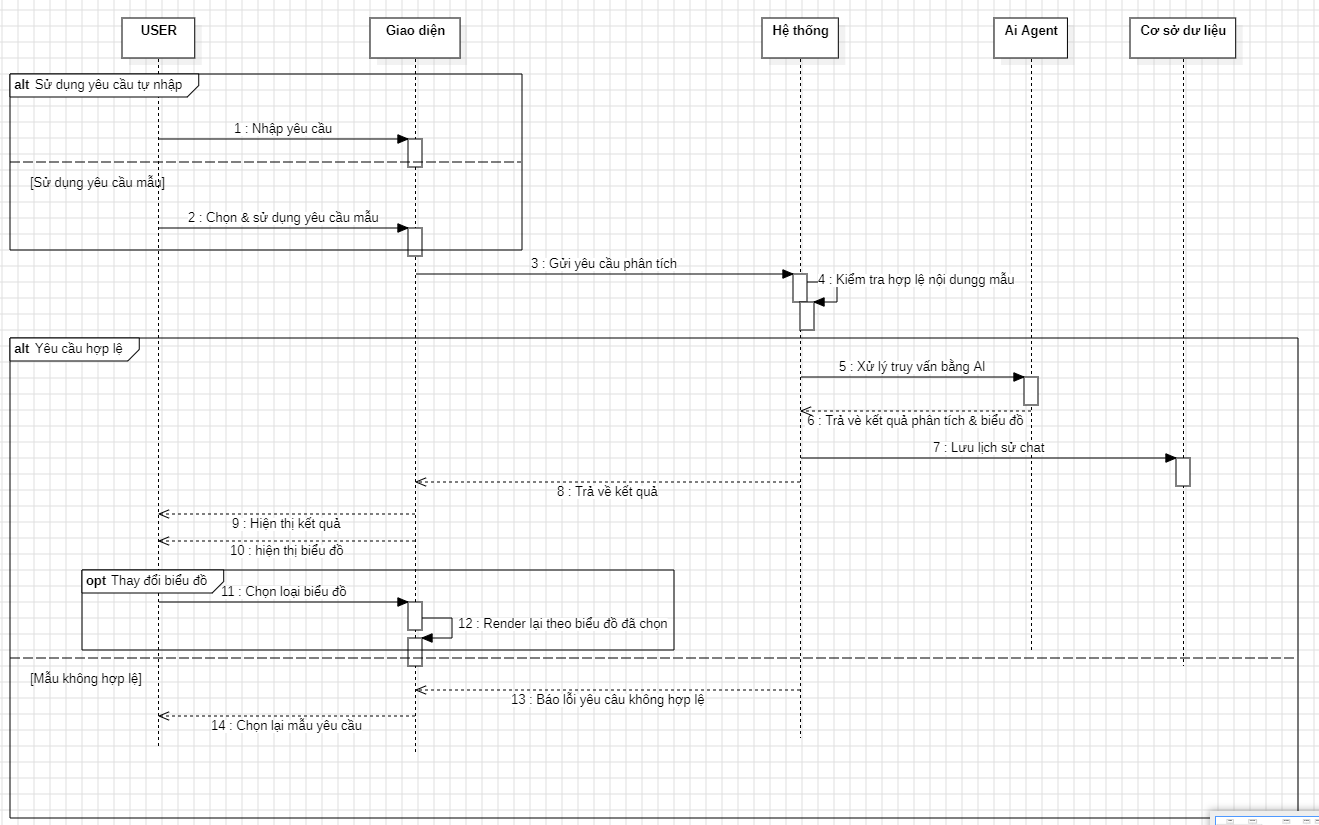 USER
Giao diện
Hệ thống
Ai Agent
Cơ sở dư liệu
alt Sử dụng yêu cầu tự nhập
1 : Nhập yêu cầu
[Sử dụng yêu cầu mẫu]
2 : Chọn & sử dụng yêu cầu mẫu
3 : Gửi yêu cầu phân tích
4 : Kiểm tra hợp lệ nội dungg mẫu
alt Yêu cầu hợp lệ
5 : Xử lý truy vấn bằng AI
6 : Trả vè kết quả phân tích & biểu đồ
7 : Lưu lịch sử chat
8 : Trả về kết quả
9 : Hiện thị kết quả
10 : hiện thị biểu đồ
opt Thay đổi biểu đồ
11 : Chọn loại biểu đồ
12 : Render lại theo biểu đồ đã chọn
[Mẫu không hợp lệ]
13 : Báo lỗi yêu câu không hợp lệ
14 : Chọn lại mẫu yêu cầu